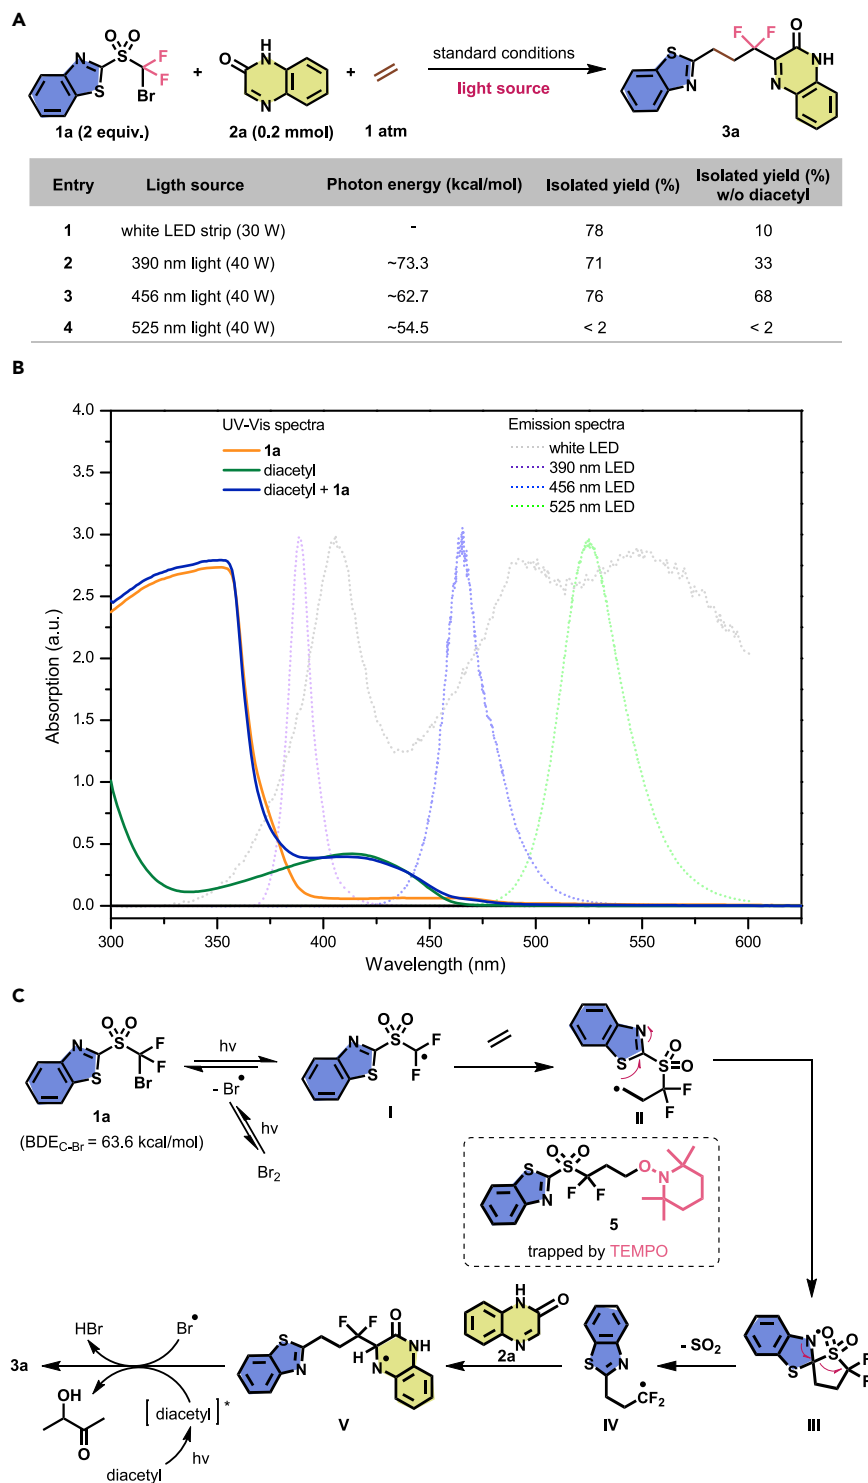 A
1a (2 equiv.)
+
2a (0.2 mmol)
+
1 atm
standard conditions
light source
3a
Entry Ligth source Photon energy (kcal/mol) Isolated yield (%) Isolated yield (%) w/o diacetyl
1 white LED strip (30 W) - 78 10
2 390 nm light (40 W) ~73.3 71 33
3 456 nm light (40 W) ~62.7 76 68
4 525 nm light (40 W) ~54.5 < 2 < 2
B
UV-Vis spectra
1a
diacetyl
diacetyl + 1a
Emission spectra
white LED
390 nm LED
456 nm LED
525 nm LED
Absorption (a.u.)
4.0
3.5
3.0
2.5
2.0
1.5
1.0
0.5
0.0
300 350 400 450 500 550 600
Wavelength (nm)
C
N S O O F F Br S
1a
(BDEC-Br = 63.6 kcal/mol)
hv
- Br•
hv
Br2
N S O O F F S
I
N S S O O F F
II
S N S O O F F O N
5
trapped by TEMPO
N O O S S F F
III
- SO2
S N CF2
IV
H N O N
2a
S N F F O H NH N
V
HBr
Br•
3a
OH
O
[ diacetyl ]*
hv
diacetyl